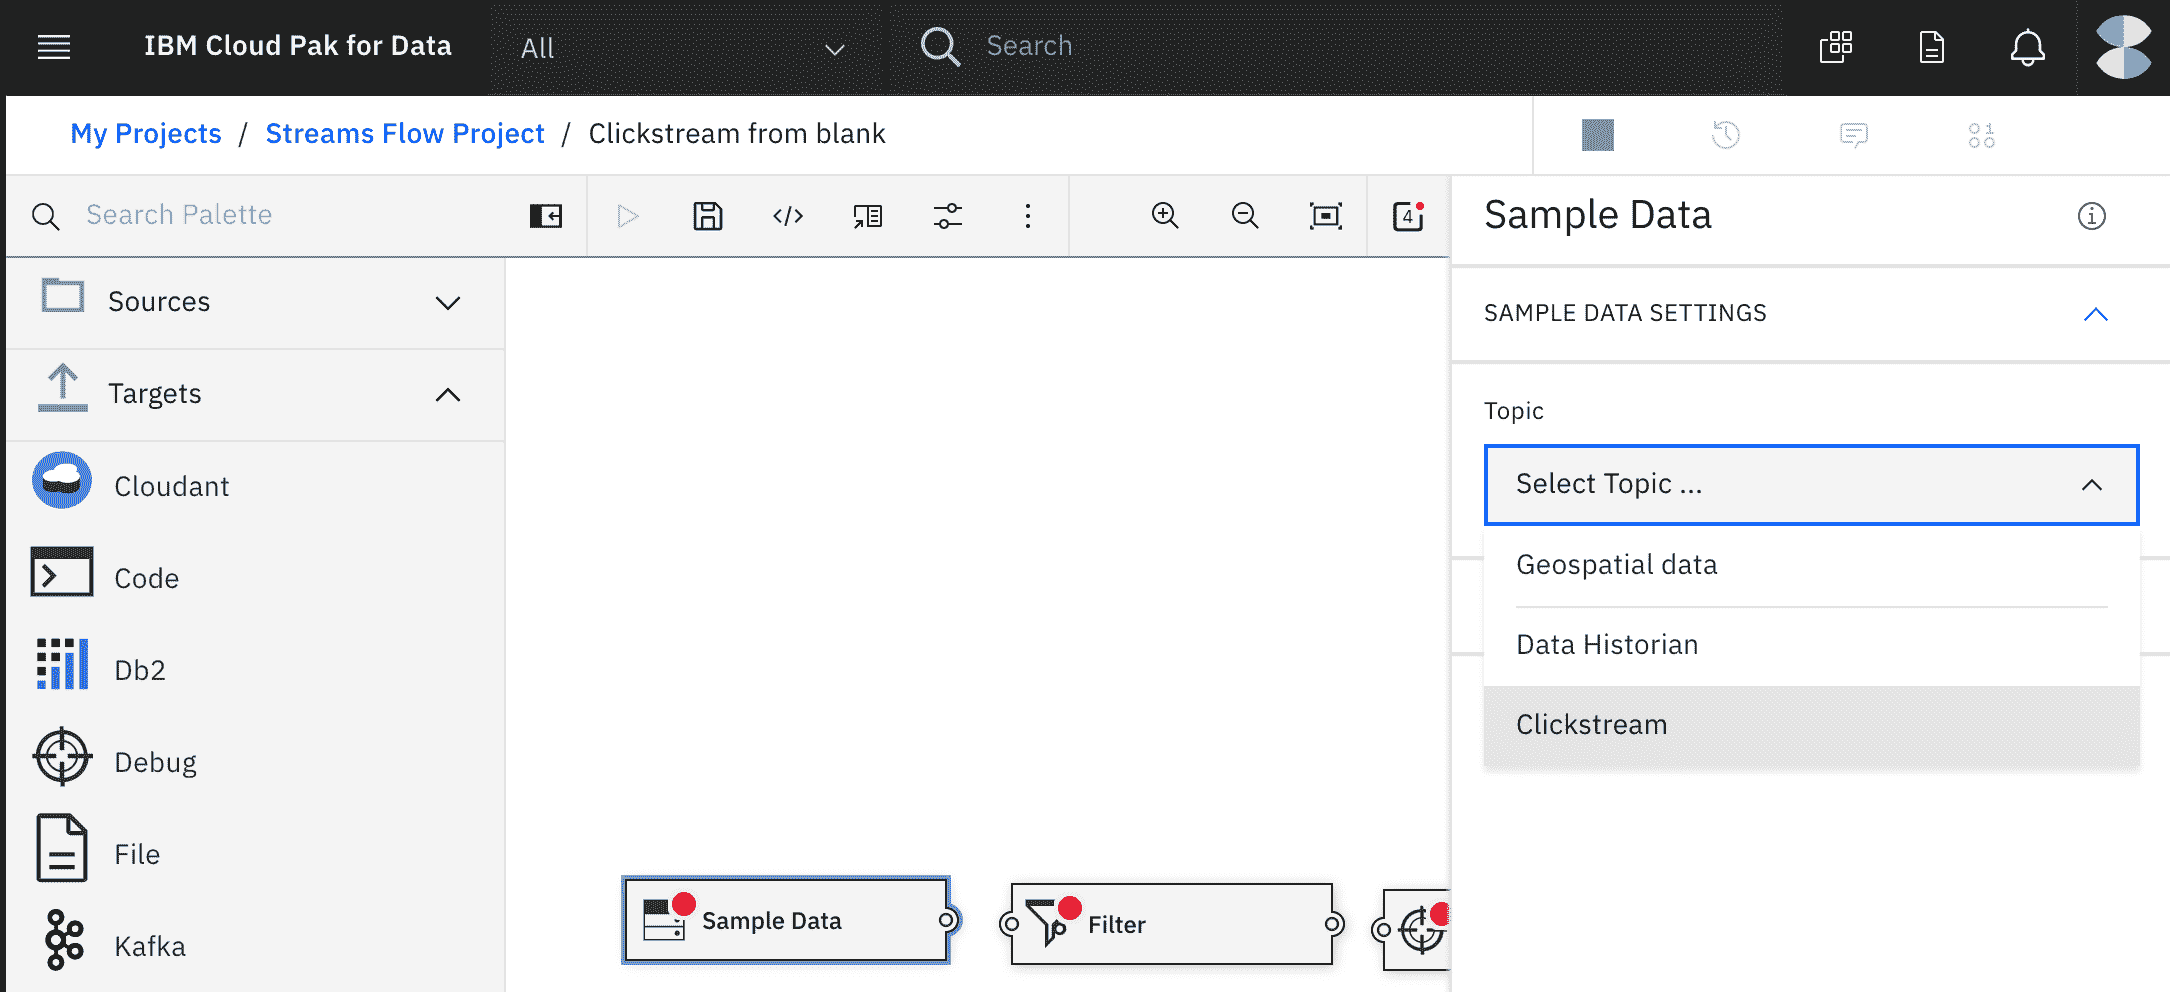 IBM Cloud Pak for Data
All
Search
My Projects / Streams Flow Project / Clickstream from blank
Search Palette
4
Sources
Targets
Cloudant
Code
Db2
Debug
File
Kafka
Sample Data
Filter
Sample Data
SAMPLE DATA SETTINGS
Topic
Select Topic ...
Geospatial data
Data Historian
Clickstream